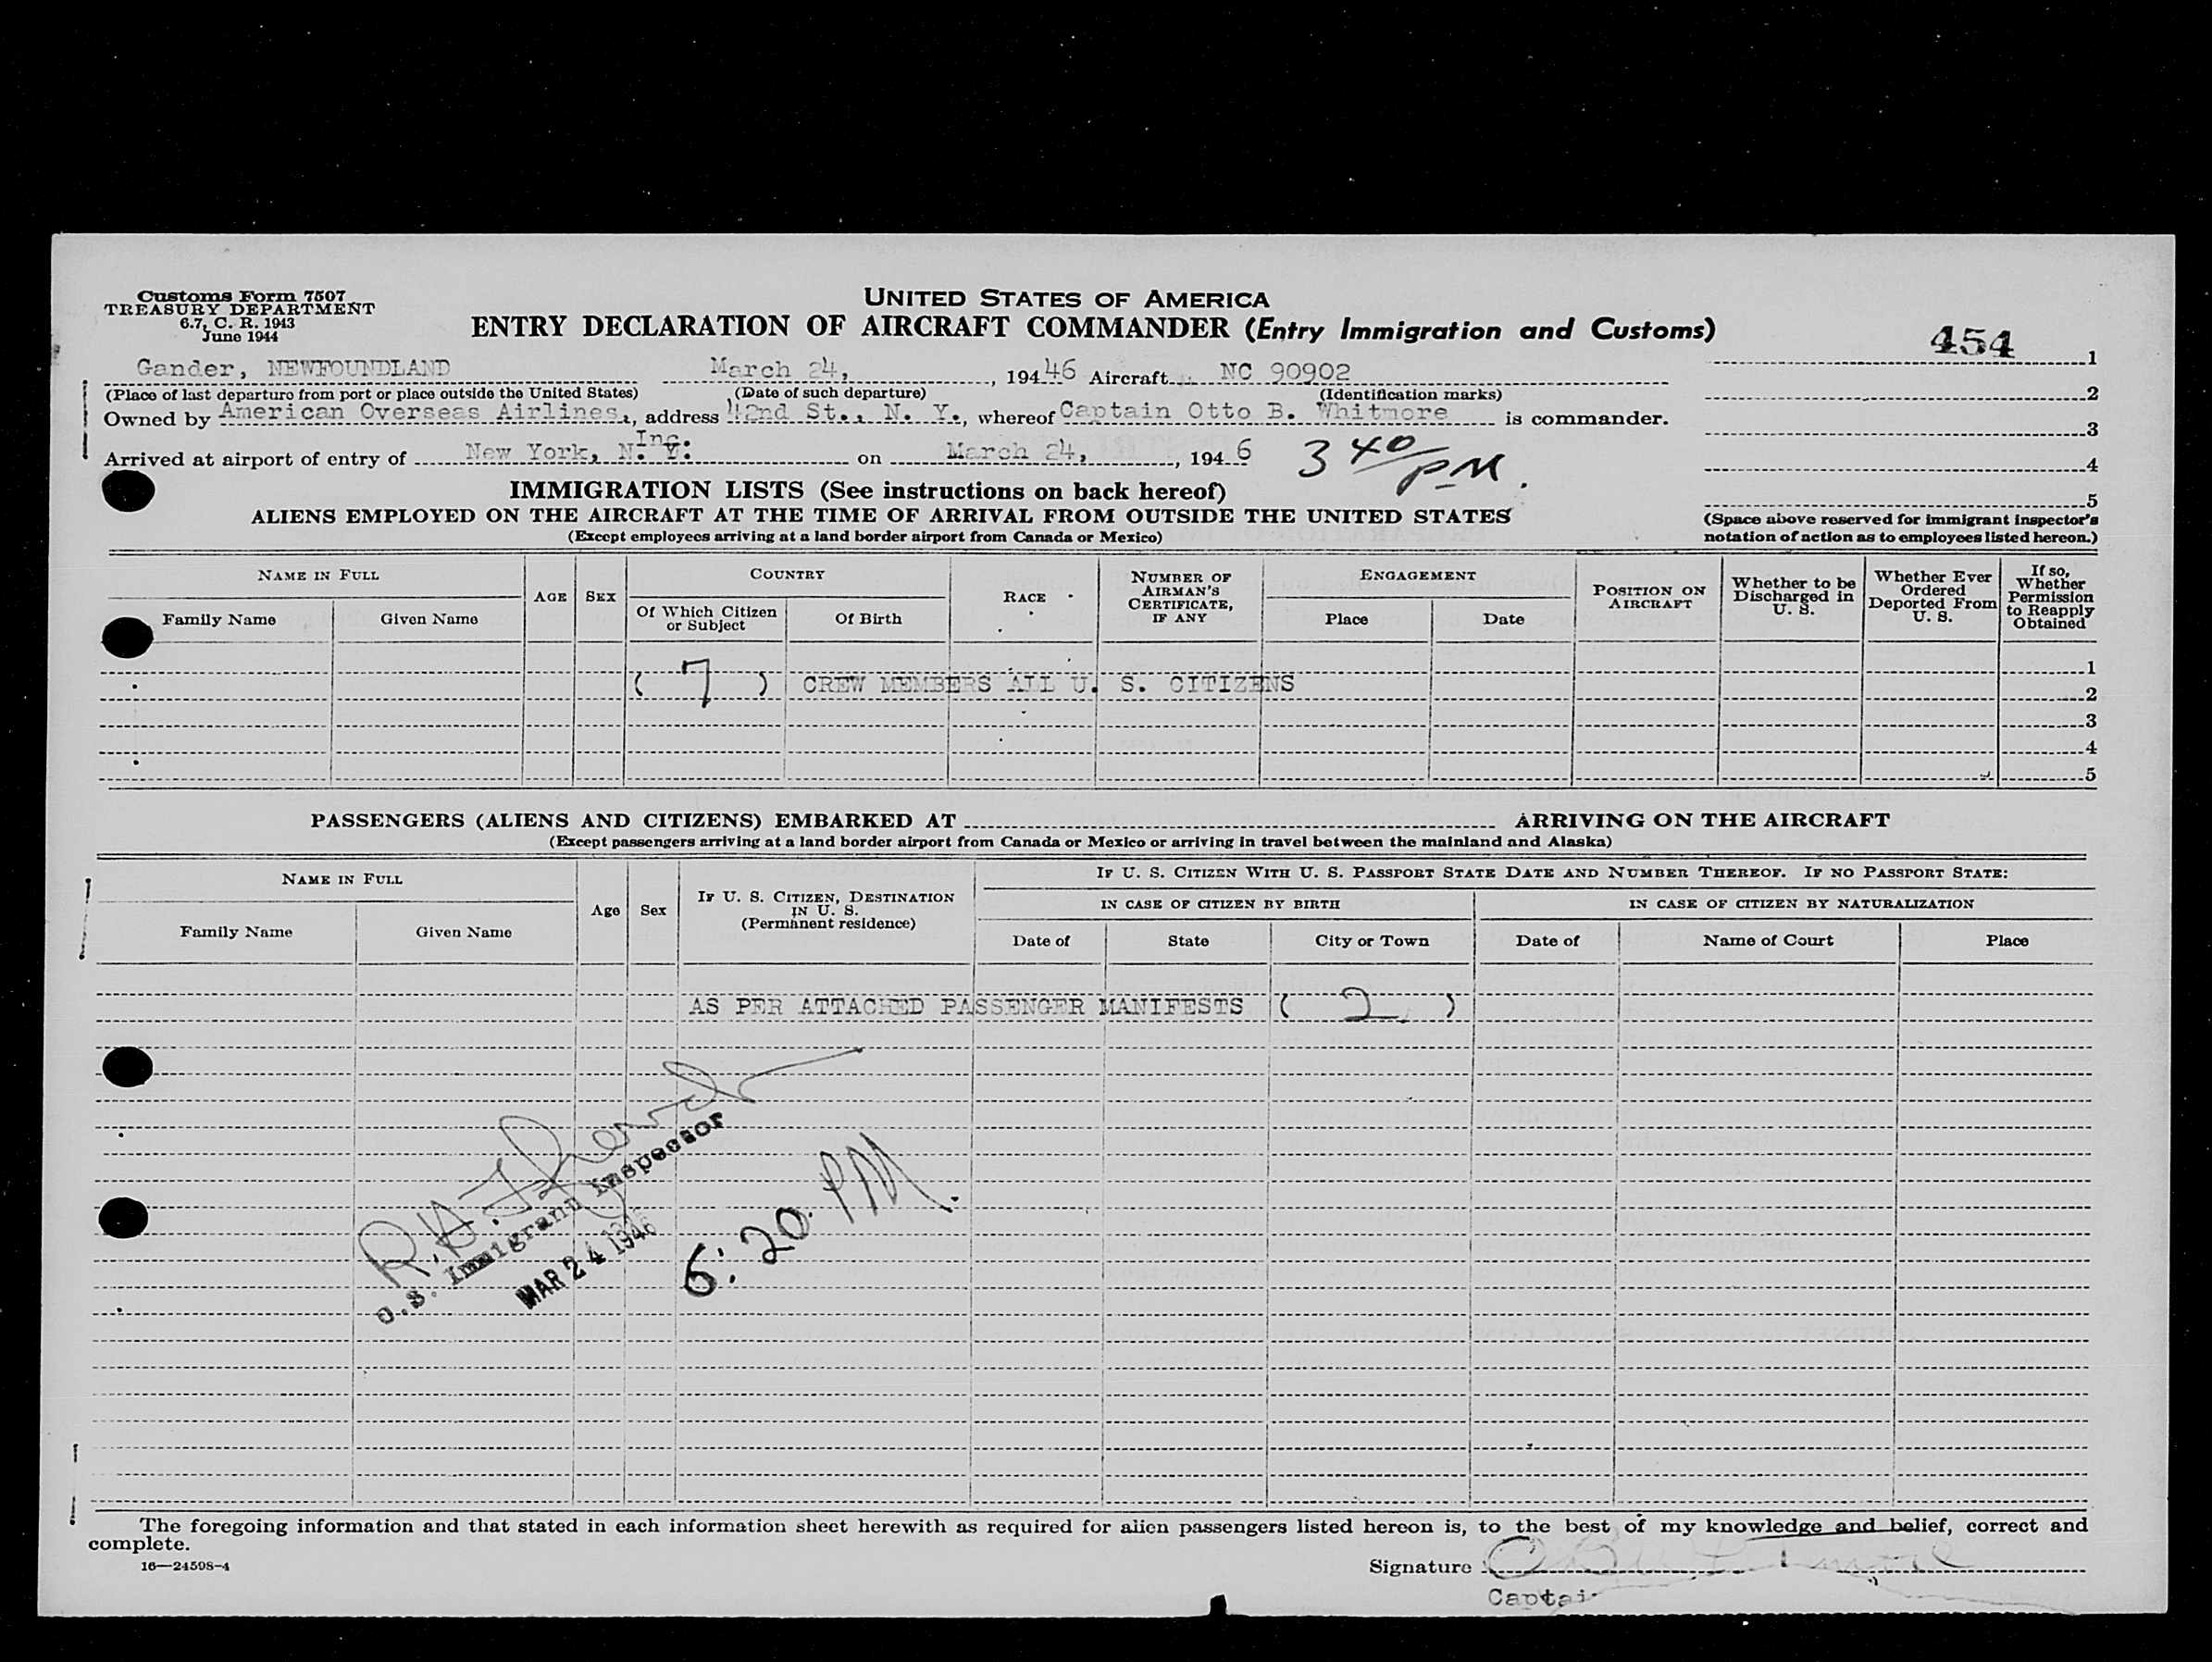 Customs Form 7507
TREASURY DEPARTMENT
6.7, C. R. 1943
June 1944
UNITED STATES OF AMERICA
ENTRY DECLARATION OF AIRCRAFT COMMANDER (Entry Immigration and Customs)
454
Gander, NEWFOUNDLAND March 24, , 194 46 Aircraft NC 90902
(Place of last departure from port or place outside the United States) (Date of such departure) (Identification marks)
Owned by American Overseas Airlines, Inc. , address 42nd St., N. Y., whereof Captain Otto B. Whitmore is commander.
Arrived at airport of entry of New York, N. Y. on March 24, , 194 6 3 40/PM.
1
2
3
4
5
(Space above reserved for immigrant inspector's
notation of action as to employees listed hereon.)
IMMIGRATION LISTS (See instructions on back hereof)
ALIENS EMPLOYED ON THE AIRCRAFT AT THE TIME OF ARRIVAL FROM OUTSIDE THE UNITED STATES
(Except employees arriving at a land border airport from Canada or Mexico)
NAME IN FULL
Family Name Given Name
AGE
SEX
COUNTRY
Of Which Citizen or Subject
Of Birth
RACE
NUMBER OF AIRMAN'S CERTIFICATE, IF ANY
ENGAGEMENT
Place Date
POSITION ON AIRCRAFT
Whether to be Discharged in U. S.
Whether Ever Ordered Deported From U. S.
If so, Whether Permission to Reapply Obtained
1
( 7 ) CREW MEMBERS ALL U. S. CITIZENS
2
3
4
5
PASSENGERS (ALIENS AND CITIZENS) EMBARKED AT ARRIVING ON THE AIRCRAFT
(Except passengers arriving at a land border airport from Canada or Mexico or arriving in travel between the mainland and Alaska)
NAME IN FULL
Family Name Given Name
Age
Sex
IF U. S. CITIZEN, DESTINATION IN U. S.
(Permanent residence)
IF U. S. CITIZEN WITH U. S. PASSPORT STATE DATE AND NUMBER THEREOF. IF NO PASSPORT STATE:
IN CASE OF CITIZEN BY BIRTH
Date of State City or Town
IN CASE OF CITIZEN BY NATURALIZATION
Date of Name of Court Place
AS PER ATTACHED PASSENGER MANIFESTS ( 2 )
R.H.
U.S. Immigrant Inspector
MAR 24 1946
6:20 PM.
The foregoing information and that stated in each information sheet herewith as required for alien passengers listed hereon is, to the best of my knowledge and belief, correct and
complete.
16—24598-4
Signature O B Whitmore
Captain